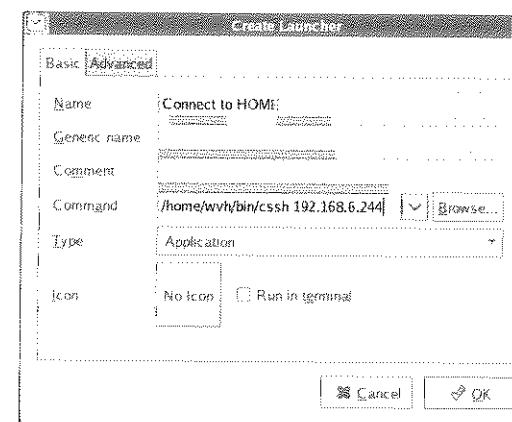 Create Launcher
Basic Advanced
Name Connect to HOME
Generic name
Comment
Command /home/wvh/bin/cssh 192.168.6.244 Browse...
Type Application
Icon No Icon Run in terminal
Cancel OK